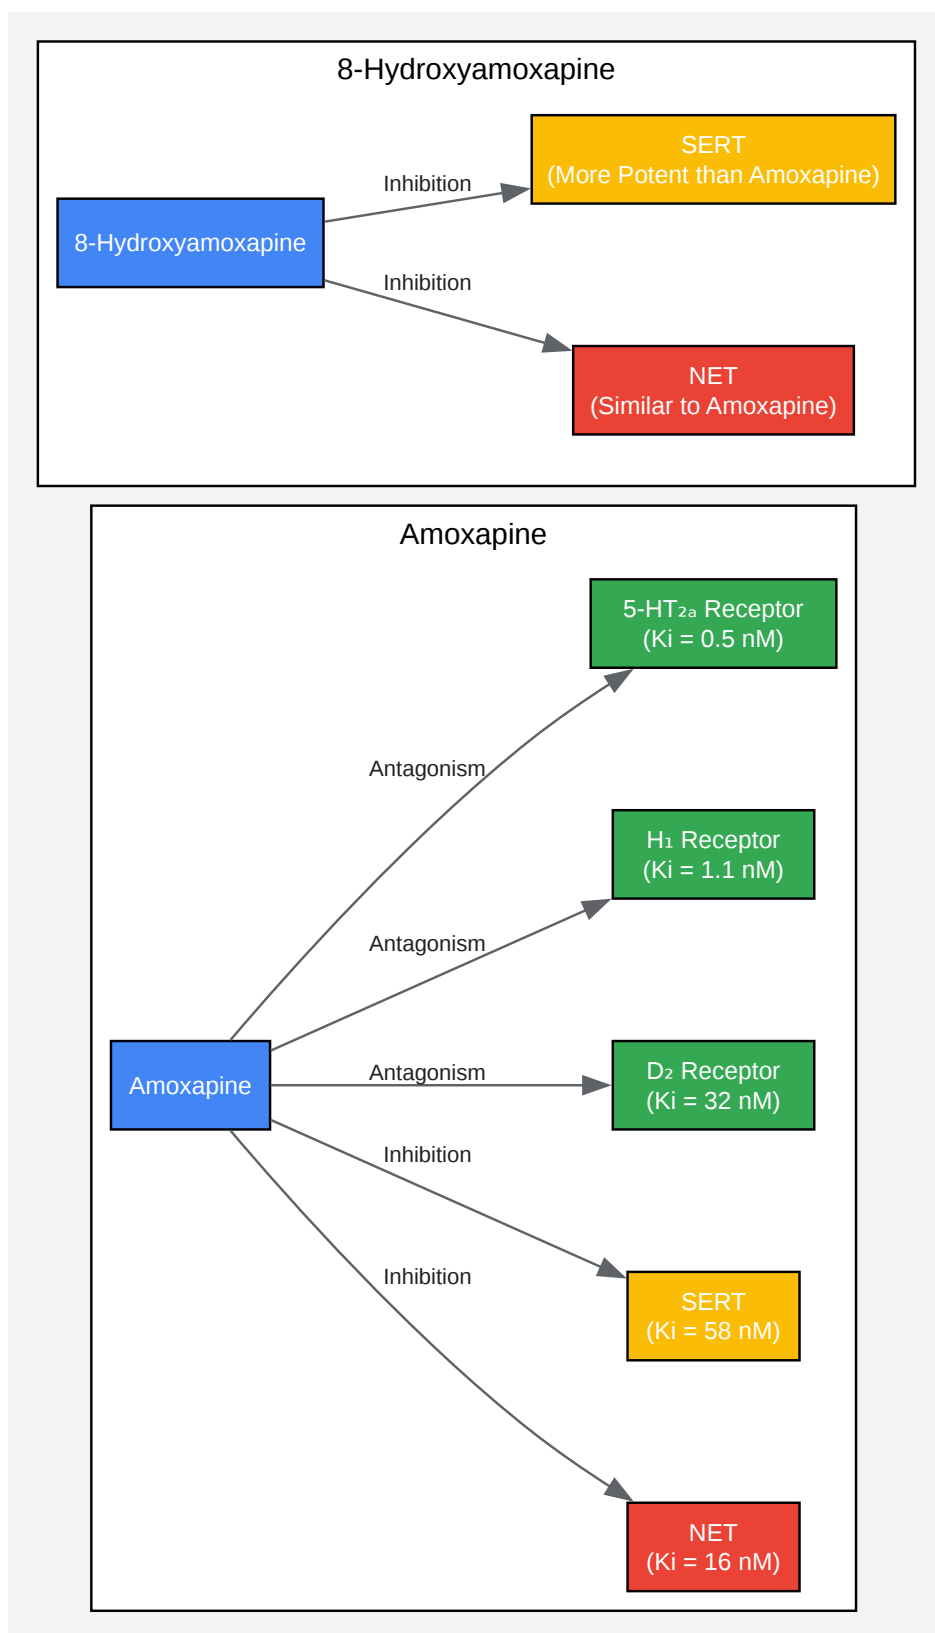 8-Hydroxyamoxapine
SERT
(More Potent than Amoxapine)
Inhibition
8-Hydroxyamoxapine
Inhibition
NET
(Similar to Amoxapine)
Amoxapine
5-HT₂ₐ Receptor
(Ki = 0.5 nM)
Antagonism
H₁ Receptor
(Ki = 1.1 nM)
Antagonism
Amoxapine
Antagonism
D₂ Receptor
(Ki = 32 nM)
Inhibition
Inhibition
SERT
(Ki = 58 nM)
NET
(Ki = 16 nM)